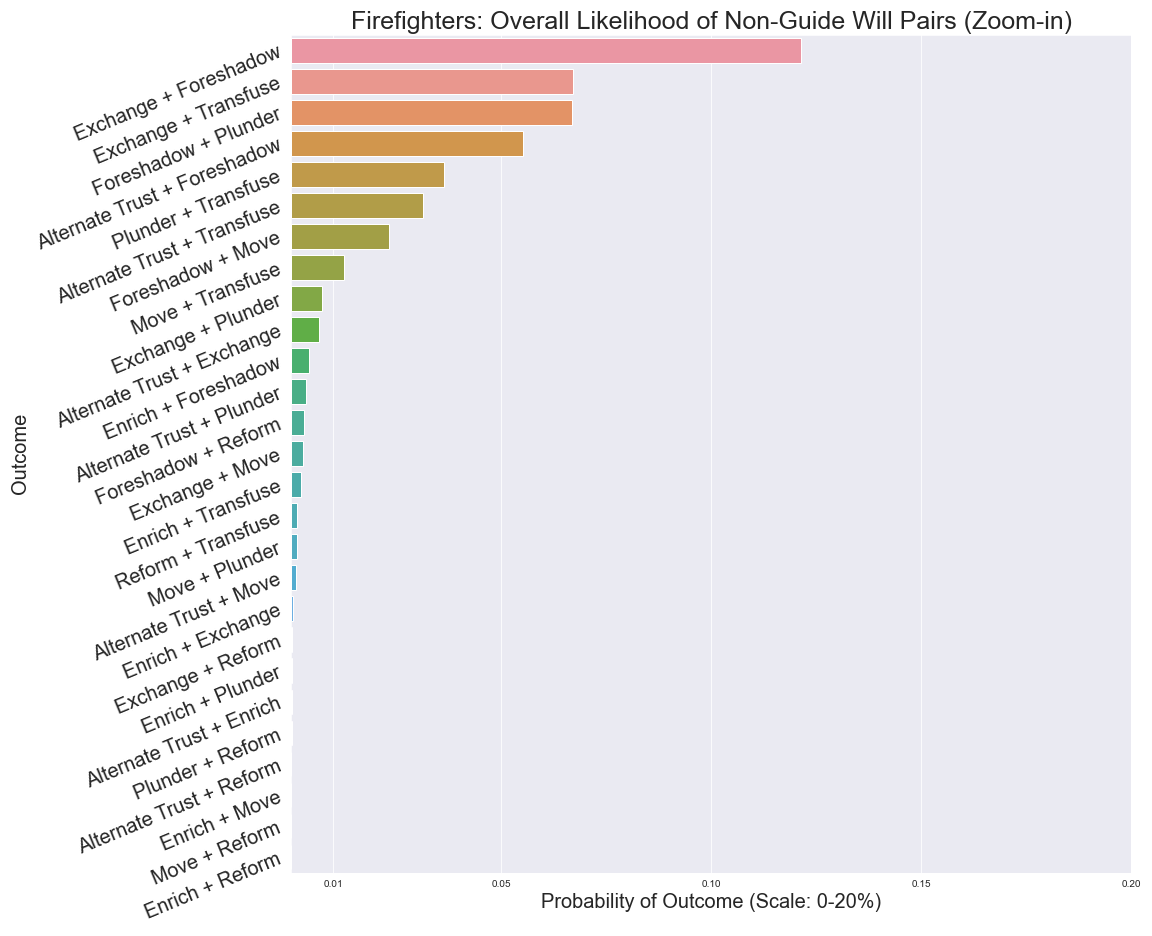 Firefighters: Overall Likelihood of Non-Guide Will Pairs (Zoom-in)
Outcome
Exchange + Foreshadow
Exchange + Transfuse
Foreshadow + Plunder
Alternate Trust + Foreshadow
Plunder + Transfuse
Alternate Trust + Transfuse
Foreshadow + Move
Move + Transfuse
Exchange + Plunder
Alternate Trust + Exchange
Enrich + Foreshadow
Alternate Trust + Plunder
Foreshadow + Reform
Exchange + Move
Enrich + Transfuse
Reform + Transfuse
Move + Plunder
Alternate Trust + Move
Enrich + Exchange
Exchange + Reform
Enrich + Plunder
Alternate Trust + Enrich
Plunder + Reform
Alternate Trust + Reform
Enrich + Move
Move + Reform
Enrich + Reform
0.01 0.05 0.10 0.15 0.20
Probability of Outcome (Scale: 0-20%)